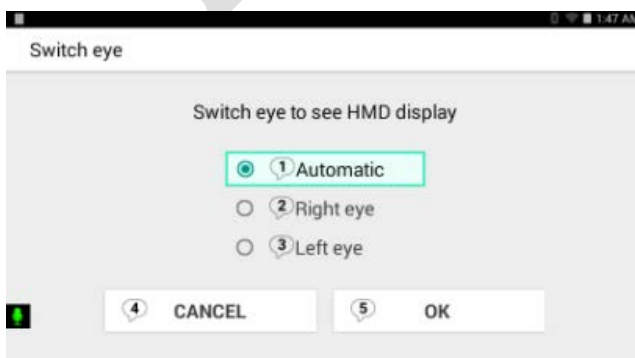 1:47 AM
Switch eye
Switch eye to see HMD display
1 Automatic
2 Right eye
3 Left eye
4 CANCEL 5 OK